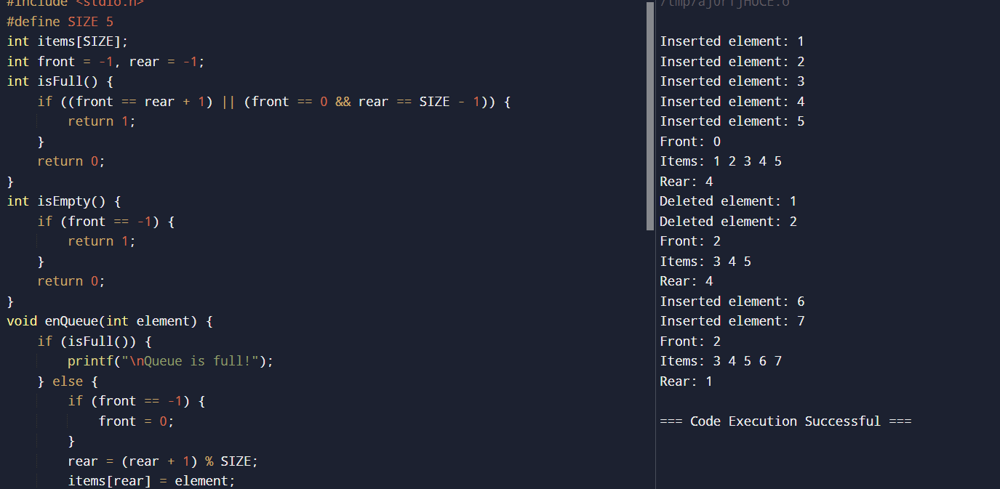 #include <stdio.h>
#define SIZE 5
int items[SIZE];
int front = -1, rear = -1;
int isFull() {
    if ((front == rear + 1) || (front == 0 && rear == SIZE - 1)) {
        return 1;
    }
    return 0;
}
int isEmpty() {
    if (front == -1) {
        return 1;
    }
    return 0;
}
void enQueue(int element) {
    if (isFull()) {
        printf("\nQueue is full!");
    } else {
        if (front == -1) {
            front = 0;
        }
        rear = (rear + 1) % SIZE;
        items[rear] = element;
Inserted element: 1
Inserted element: 2
Inserted element: 3
Inserted element: 4
Inserted element: 5
Front: 0
Items: 1 2 3 4 5
Rear: 4
Deleted element: 1
Deleted element: 2
Front: 2
Items: 3 4 5
Rear: 4
Inserted element: 6
Inserted element: 7
Front: 2
Items: 3 4 5 6 7
Rear: 1
=== Code Execution Successful ===